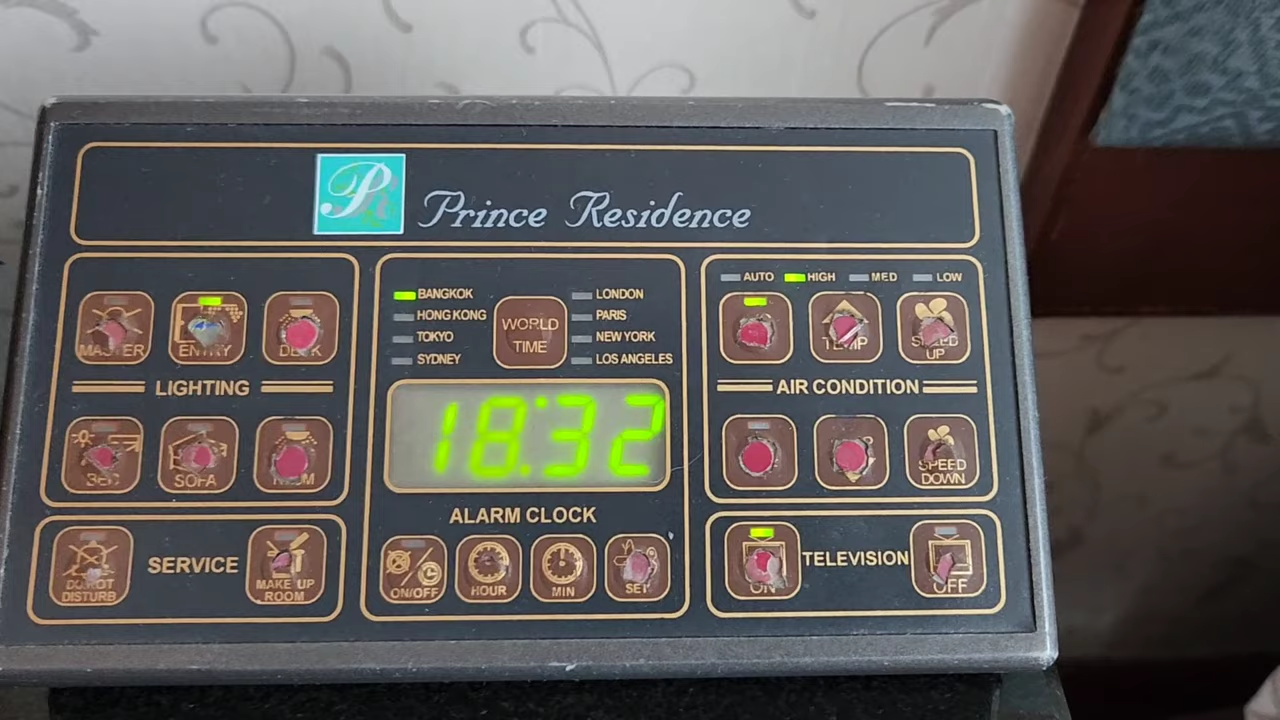 Prince Residence
MASTER
ENTRY
DESK
LIGHTING
BED
SOFA
ROOM
DO NOT
DISTURB
SERVICE
MAKE UP
ROOM
BANGKOK
HONG KONG
TOKYO
SYDNEY
WORLD
TIME
LONDON
PARIS
NEW YORK
LOS ANGELES
18:32
ALARM CLOCK
ON/OFF
HOUR
MIN
SET
AUTO
HIGH
MED
LOW
TEMP
SPEED
UP
AIR CONDITION
SPEED
DOWN
ON
TELEVISION
OFF